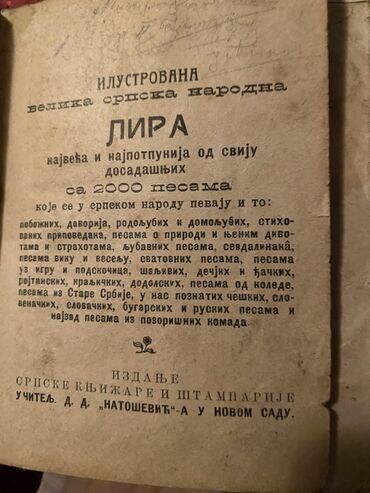 ИЛУСТРОВАНА
велика српска народна
ЛИРА
највећа и најпотпунија од свију
досадашњих
са 2000 песама
које се у српском народу певају и то:
побожних, даворија, родољубих и домољубих, стихо-
ваних приповедака, песама о природи и њеним диво-
тама и страхотама, љубавних песама, севдалинака̂,
песама вину и весељу, сватовних песама, песама
уз игру и подскочица, шаљивих, дечјих и ђачких,
ројтанских, краљичких, додолских, песама од коледе,
песама из Старе Србије, у нас познатих чешких, сло-
веначких, словачких, бугарских и руских песама и
најзад песама из позоришних комада.
ИЗДАЊЕ
СРПСКЕ КЊИЖАРЕ И ШТАМПАРИЈЕ
УЧИТЕЉ. Д. Д. „НАТОШЕВИЋ"-А У НОВОМ САДУ.